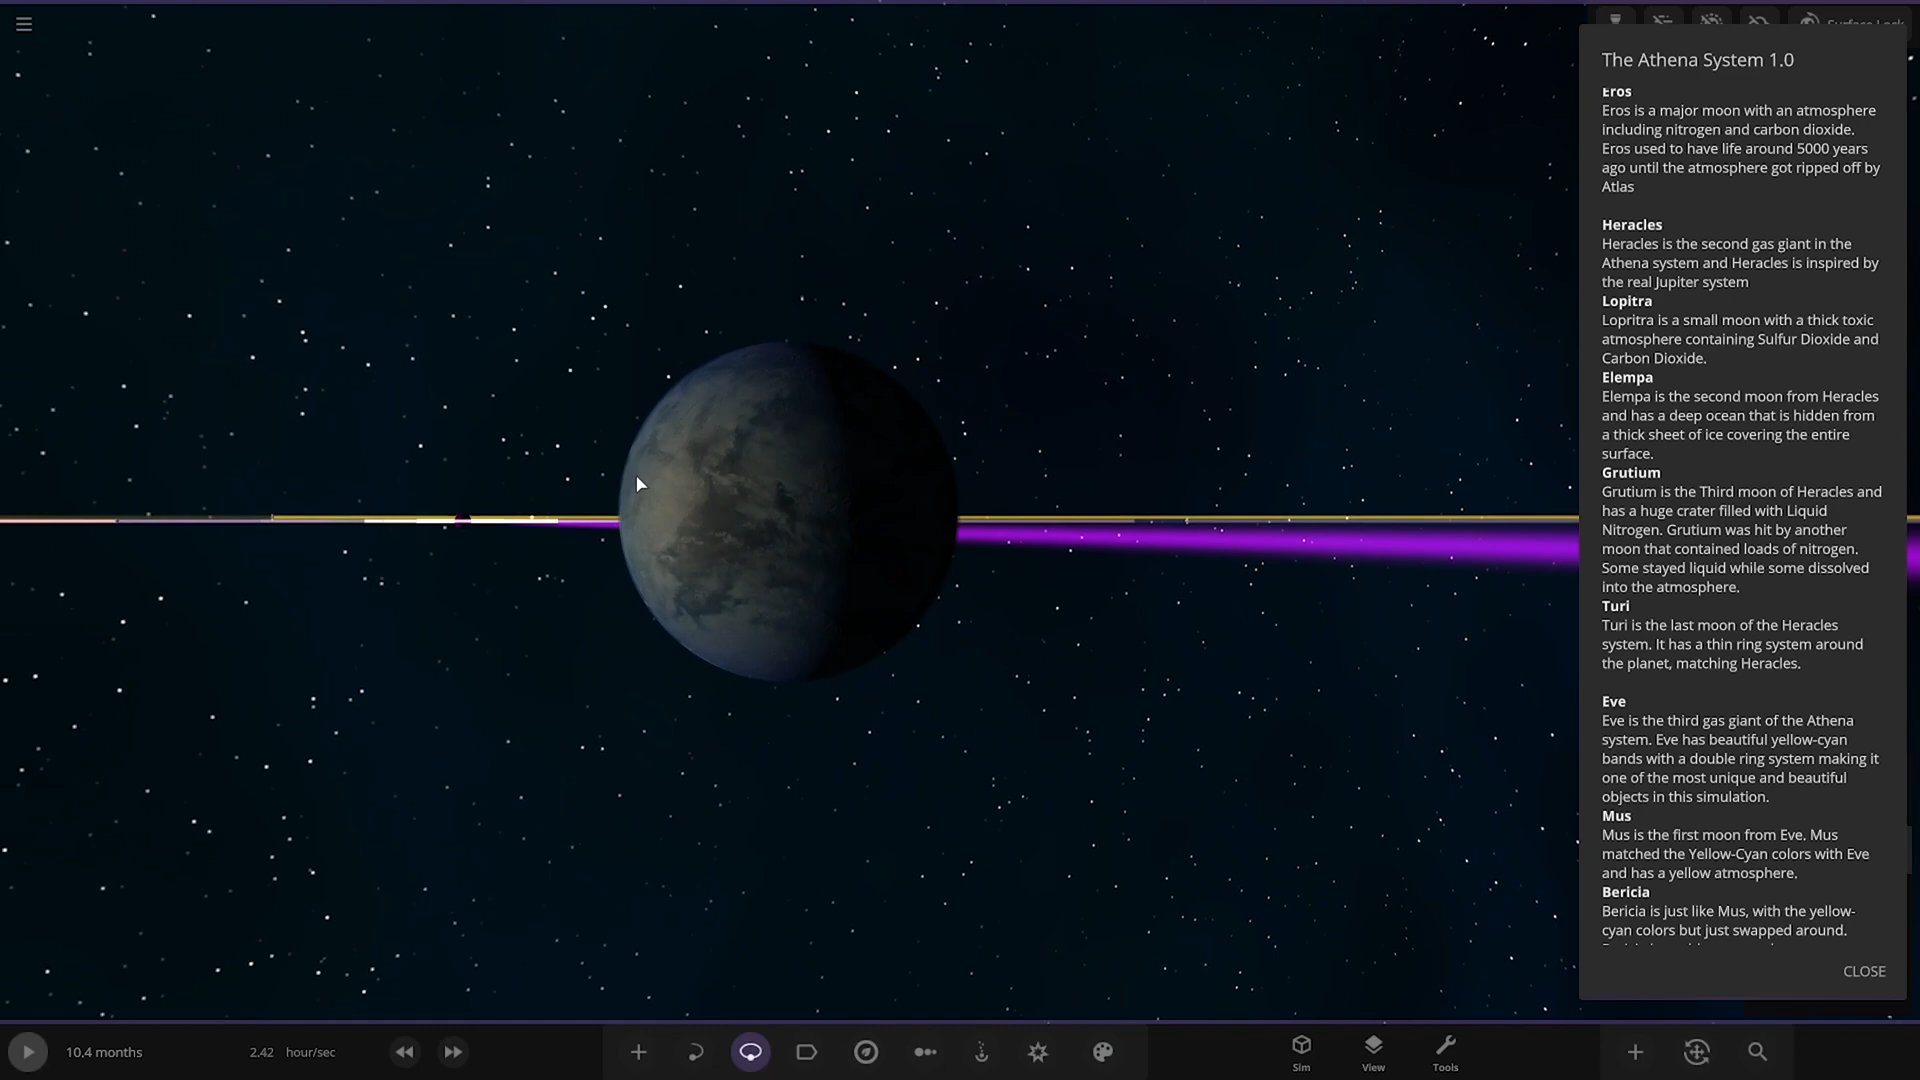 Surface Lock
The Athena System 1.0
Eros
Eros is a major moon with an atmosphere
including nitrogen and carbon dioxide.
Eros used to have life around 5000 years
ago until the atmosphere got ripped off by
Atlas
Heracles
Heracles is the second gas giant in the
Athena system and Heracles is inspired by
the real Jupiter system
Lopitra
Lopritra is a small moon with a thick toxic
atmosphere containing Sulfur Dioxide and
Carbon Dioxide.
Elempa
Elempa is the second moon from Heracles
and has a deep ocean that is hidden from
a thick sheet of ice covering the entire
surface.
Grutium
Grutium is the Third moon of Heracles and
has a huge crater filled with Liquid
Nitrogen. Grutium was hit by another
moon that contained loads of nitrogen.
Some stayed liquid while some dissolved
into the atmosphere.
Turi
Turi is the last moon of the Heracles
system. It has a thin ring system around
the planet, matching Heracles.
Eve
Eve is the third gas giant of the Athena
system. Eve has beautiful yellow-cyan
bands with a double ring system making it
one of the most unique and beautiful
objects in this simulation.
Mus
Mus is the first moon from Eve. Mus
matched the Yellow-Cyan colors with Eve
and has a yellow atmosphere.
Bericia
Bericia is just like Mus, with the yellow-
cyan colors but just swapped around.
CLOSE
10.4 months
2.42 hour/sec
Sim
View
Tools